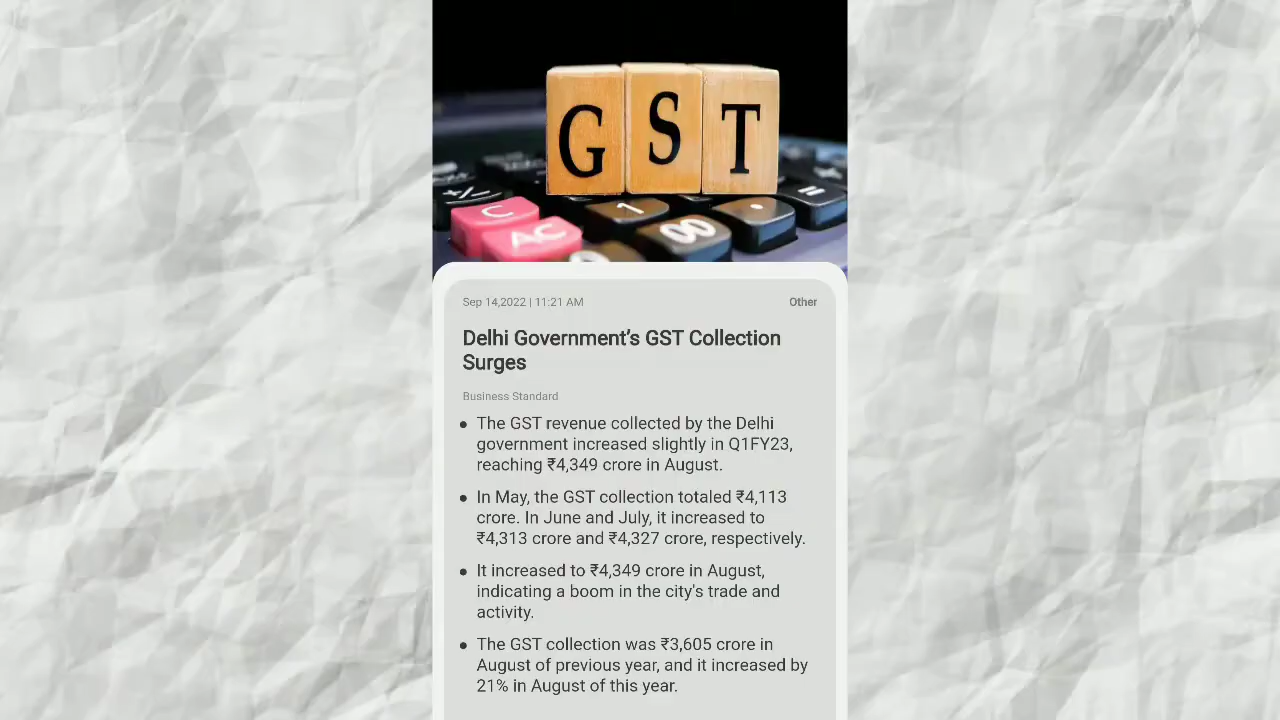 G S T
+/-
C
1
=
AC
00
Sep 14,2022 | 11:21 AM
Other
Delhi Government’s GST Collection
Surges
Business Standard
• The GST revenue collected by the Delhi
government increased slightly in Q1FY23,
reaching ₹4,349 crore in August.
• In May, the GST collection totaled ₹4,113
crore. In June and July, it increased to
₹4,313 crore and ₹4,327 crore, respectively.
• It increased to ₹4,349 crore in August,
indicating a boom in the city's trade and
activity.
• The GST collection was ₹3,605 crore in
August of previous year, and it increased by
21% in August of this year.